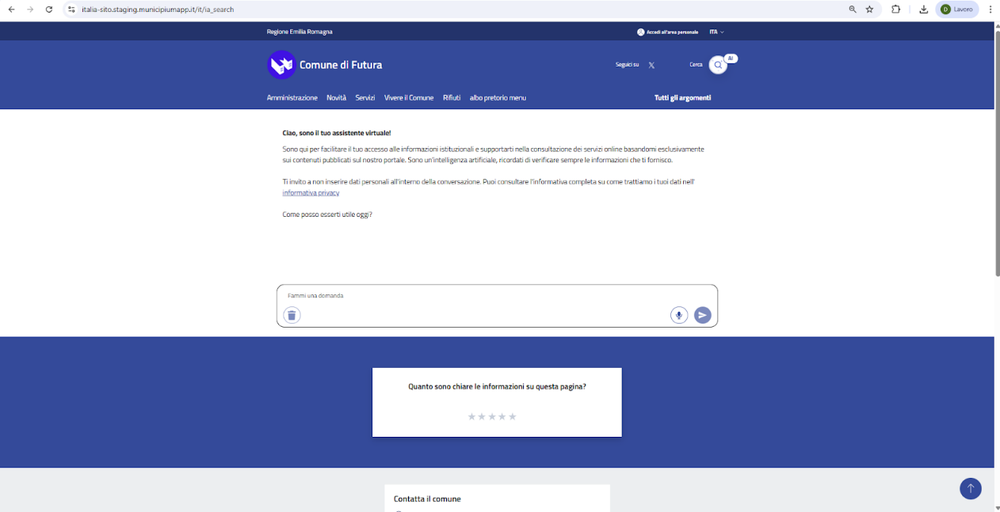 italia-sito.staging.municipiumapp.it/it/ia_search
D Lavoro
Regione Emilia Romagna
Accedi all'area personale
ITA
Comune di Futura
Seguici su
Cerca
AI
Amministrazione Novità Servizi Vivere il Comune Rifiuti albo pretorio menu
Tutti gli argomenti
Ciao, sono il tuo assistente virtuale!
Sono qui per facilitare il tuo accesso alle informazioni istituzionali e supportarti nella consultazione dei servizi online basandomi esclusivamente
sui contenuti pubblicati sul nostro portale. Sono un'intelligenza artificiale, ricordati di verificare sempre le informazioni che ti fornisco.
Ti invito a non inserire dati personali all'interno della conversazione. Puoi consultare l'informativa completa su come trattiamo i tuoi dati nell'
informativa privacy
Come posso esserti utile oggi?
Fammi una domanda
Quanto sono chiare le informazioni su questa pagina?
Contatta il comune